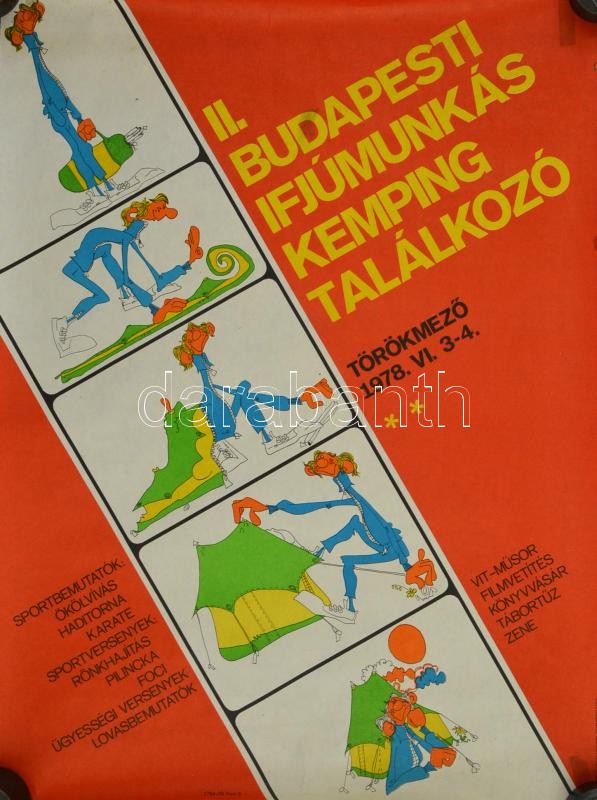 II.
BUDAPESTI
IFJÚMUNKÁS
KEMPING
TALÁLKOZÓ
TÖRÖKMEZŐ
1978. VI. 3-4.
darabanth
SPORTBEMUTATÓK:
ÖKÖLVÍVÁS
HADITORNA
KARATE
SPORTVERSENYEK:
RÖNKHAJÍTÁS
PILINCKA
FOCI
ÜGYESSÉGI VERSENYEK
LOVASBEMUTATÓK
VIT-MŰSOR
FILMVETÍTÉS
KÖNYVVÁSÁR
TÁBORTŰZ
ZENE